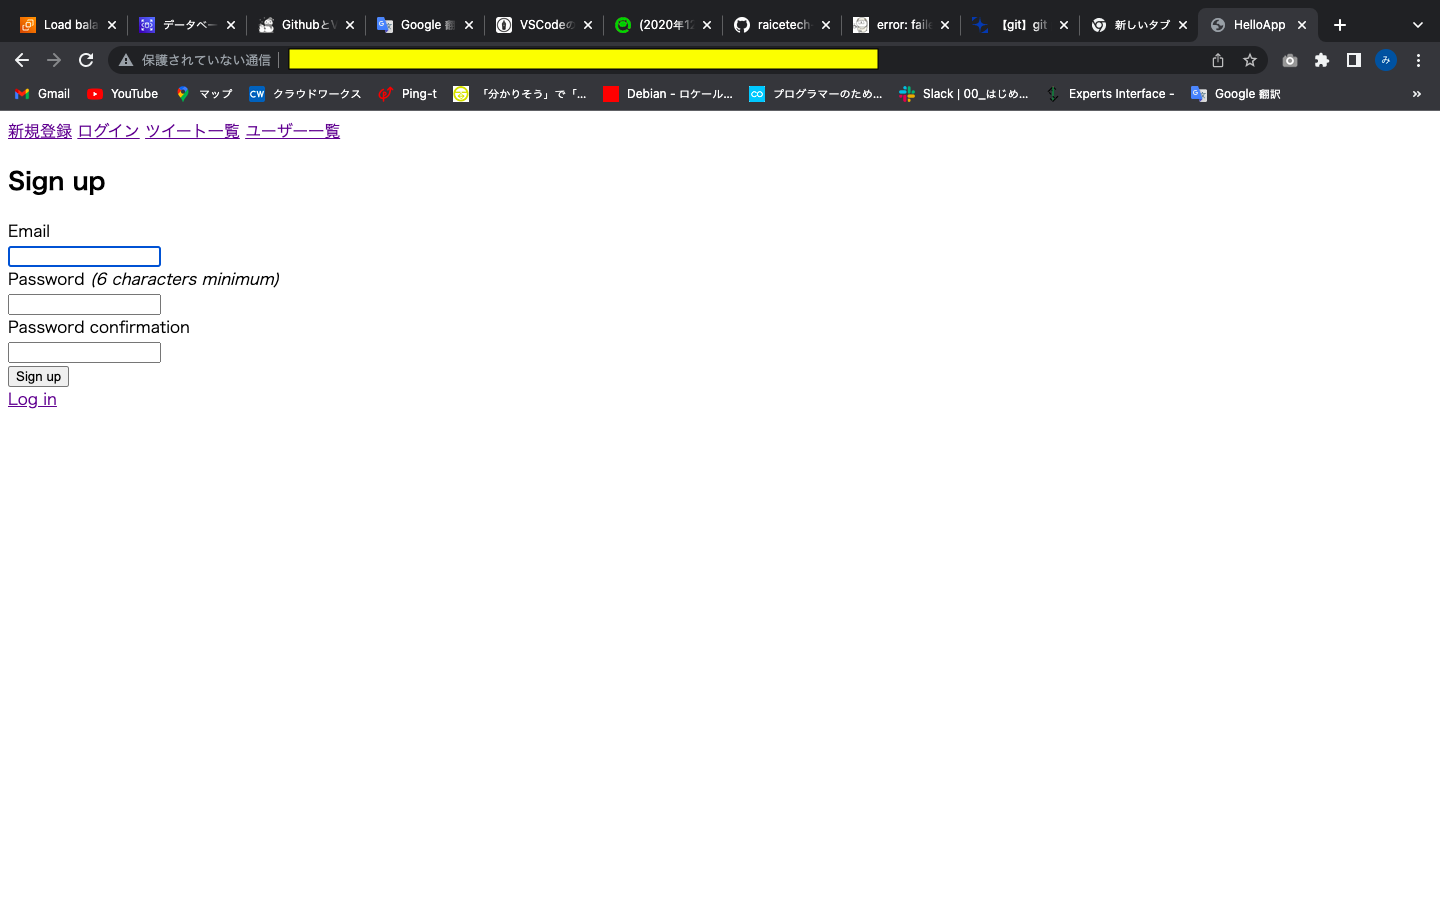 Load bala データベー GithubとV Google 翻 VSCodeの (2020年12 raicetech- error: faile 【git】git 新しいタブ HelloApp
保護されていない通信 み
Gmail YouTube マップ CW クラウドワークス Ping-t 「分かりそう」で「... Debian - ロケール... CO プログラマーのため... Slack | 00_はじめ... Experts Interface - Google 翻訳 »
新規登録 ログイン ツイート一覧 ユーザー一覧
Sign up
Email
Password (6 characters minimum)
Password confirmation
Sign up
Log in